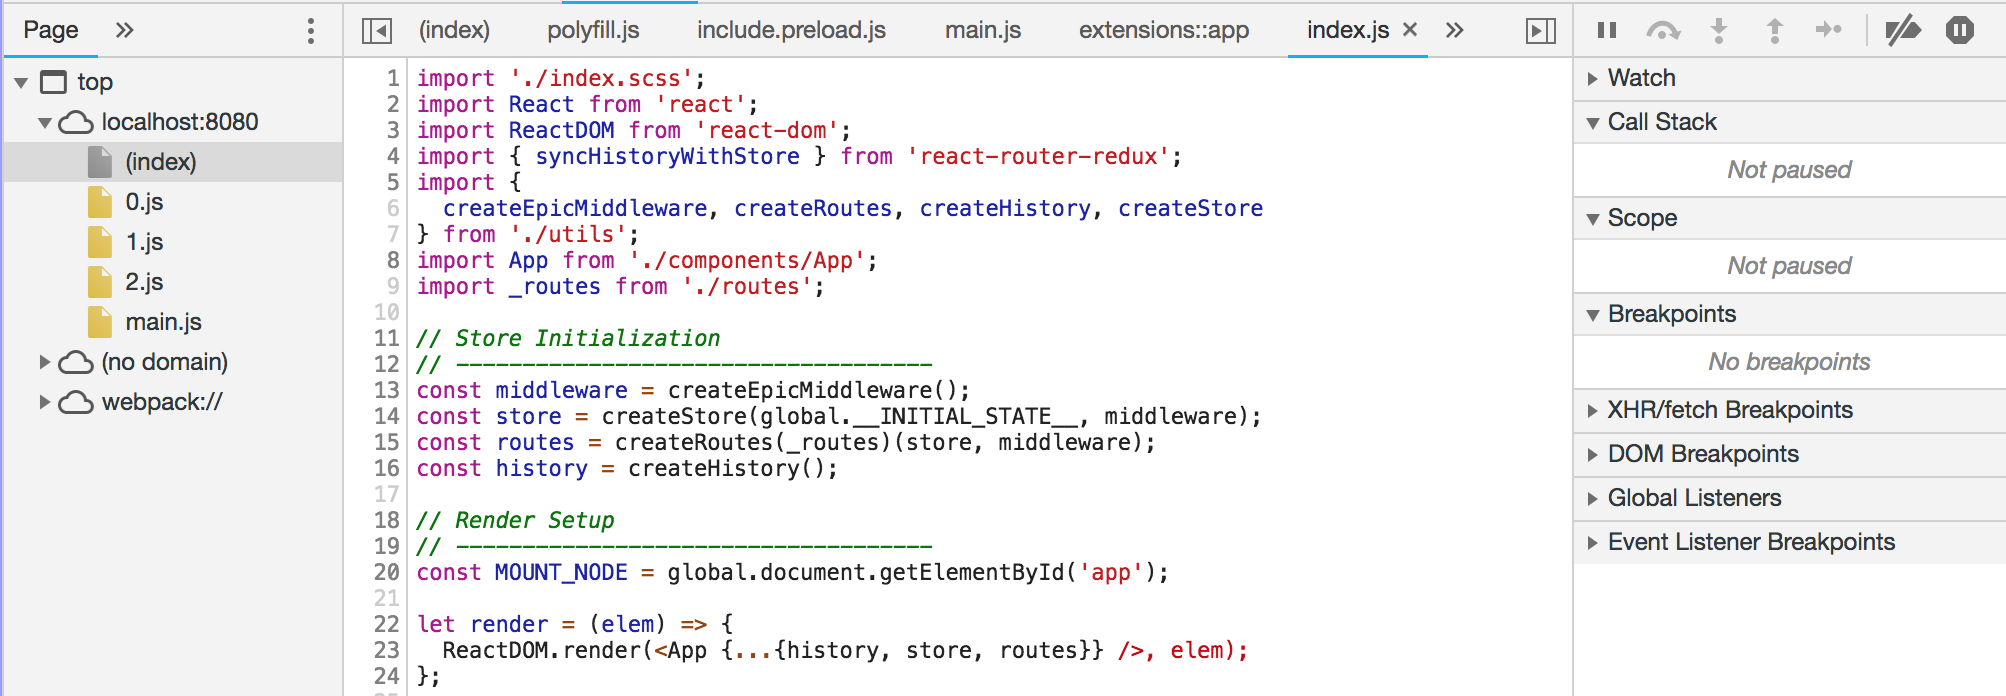 Page
top
localhost:8080
(index)
0.js
1.js
2.js
main.js
(no domain)
webpack://
(index) polyfill.js include.preload.js main.js extensions::app index.js
1 import './index.scss';
2 import React from 'react';
3 import ReactDOM from 'react-dom';
4 import { syncHistoryWithStore } from 'react-router-redux';
5 import {
6   createEpicMiddleware, createRoutes, createHistory, createStore
7 } from './utils';
8 import App from './components/App';
9 import _routes from './routes';
10
11 // Store Initialization
12 // ------------------------------------
13 const middleware = createEpicMiddleware();
14 const store = createStore(global.__INITIAL_STATE__, middleware);
15 const routes = createRoutes(_routes)(store, middleware);
16 const history = createHistory();
17
18 // Render Setup
19 // ------------------------------------
20 const MOUNT_NODE = global.document.getElementById('app');
21
22 let render = (elem) => {
23   ReactDOM.render(<App {...{history, store, routes}} />, elem);
24 };
Watch
Call Stack
Not paused
Scope
Not paused
Breakpoints
No breakpoints
XHR/fetch Breakpoints
DOM Breakpoints
Global Listeners
Event Listener Breakpoints